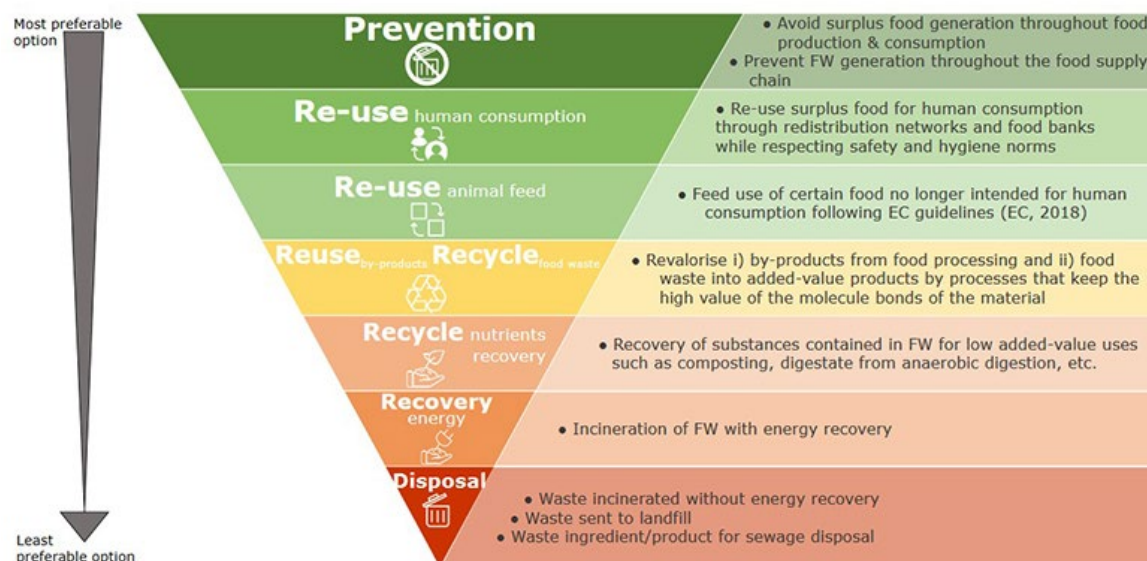 Most preferable
option
Prevention
• Avoid surplus food generation throughout food
production & consumption
• Prevent FW generation throughout the food supply
chain
Re-use human consumption
• Re-use surplus food for human consumption
through redistribution networks and food banks
while respecting safety and hygiene norms
Re-use animal feed
• Feed use of certain food no longer intended for human
consumption following EC guidelines (EC, 2018)
Reuse by-products Recycle food waste
• Revalorise i) by-products from food processing and ii) food
waste into added-value products by processes that keep the
high value of the molecule bonds of the material
Recycle nutrients
recovery
• Recovery of substances contained in FW for low added-value uses
such as composting, digestate from anaerobic digestion, etc.
Recovery
energy
• Incineration of FW with energy recovery
Disposal
• Waste incinerated without energy recovery
• Waste sent to landfill
• Waste ingredient/product for sewage disposal
Least
preferable option